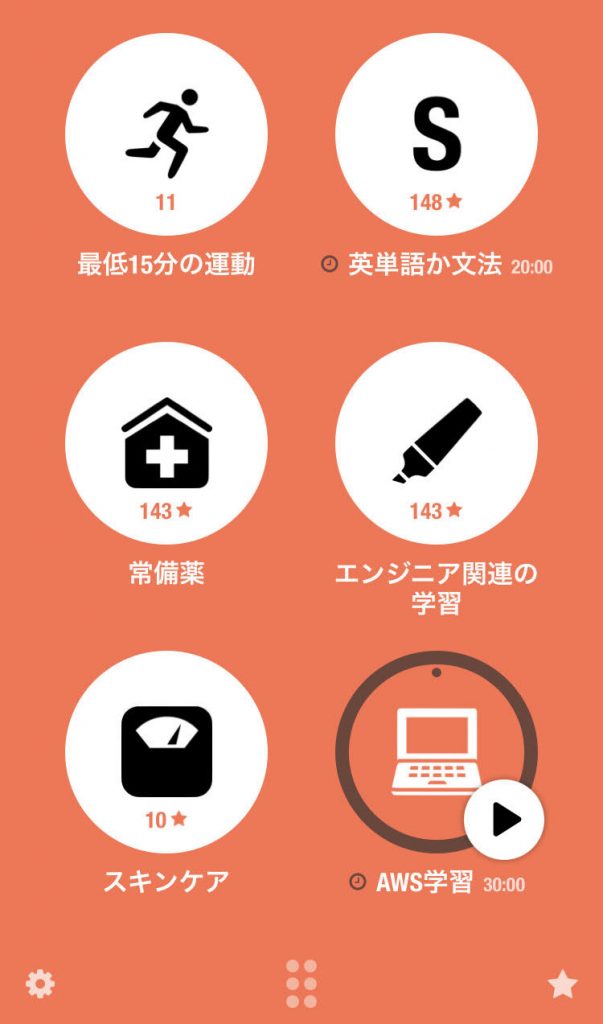 11
最低15分の運動
S
148
英単語か文法 20:00
143
常備薬
143
エンジニア関連の
学習
10
スキンケア
AWS学習 30:00